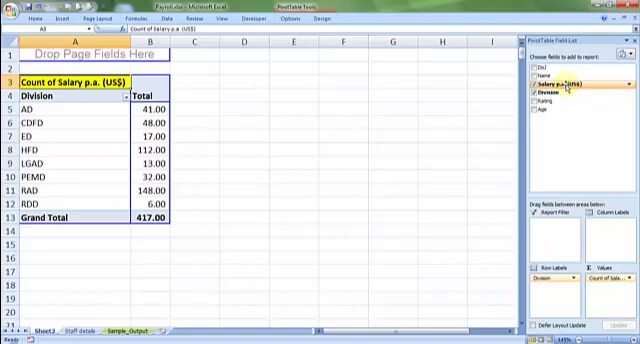 Payroll.xlsx - Microsoft Excel
PivotTable Tools
Home Insert Page Layout Formulas Data Review View Developer Options Design
A3
Count of Salary p.a. (US$)
PivotTable Field List
A B C D E F G H
Choose fields to add to report:
1 Drop Page Fields Here
DoJ
2
Name
3 Count of Salary p.a. (US$)
Salary p.a. (US$)
4 Division Total
Division
5 AD 41.00
Rating
Age
6 CDFD 48.00
7 ED 17.00
8 HFD 112.00
9 LGAD 13.00
10 PEMD 32.00
11 RAD 148.00
12 RDD 6.00
13 Grand Total 417.00
14
15
16
17
18
19
20
21
Drag fields between areas below:
Report Filter Column Labels
Row Labels Σ Values
Division Count of Sala...
Defer Layout Update Update
Sheet2 Staff details Sample_Output
Ready 145%